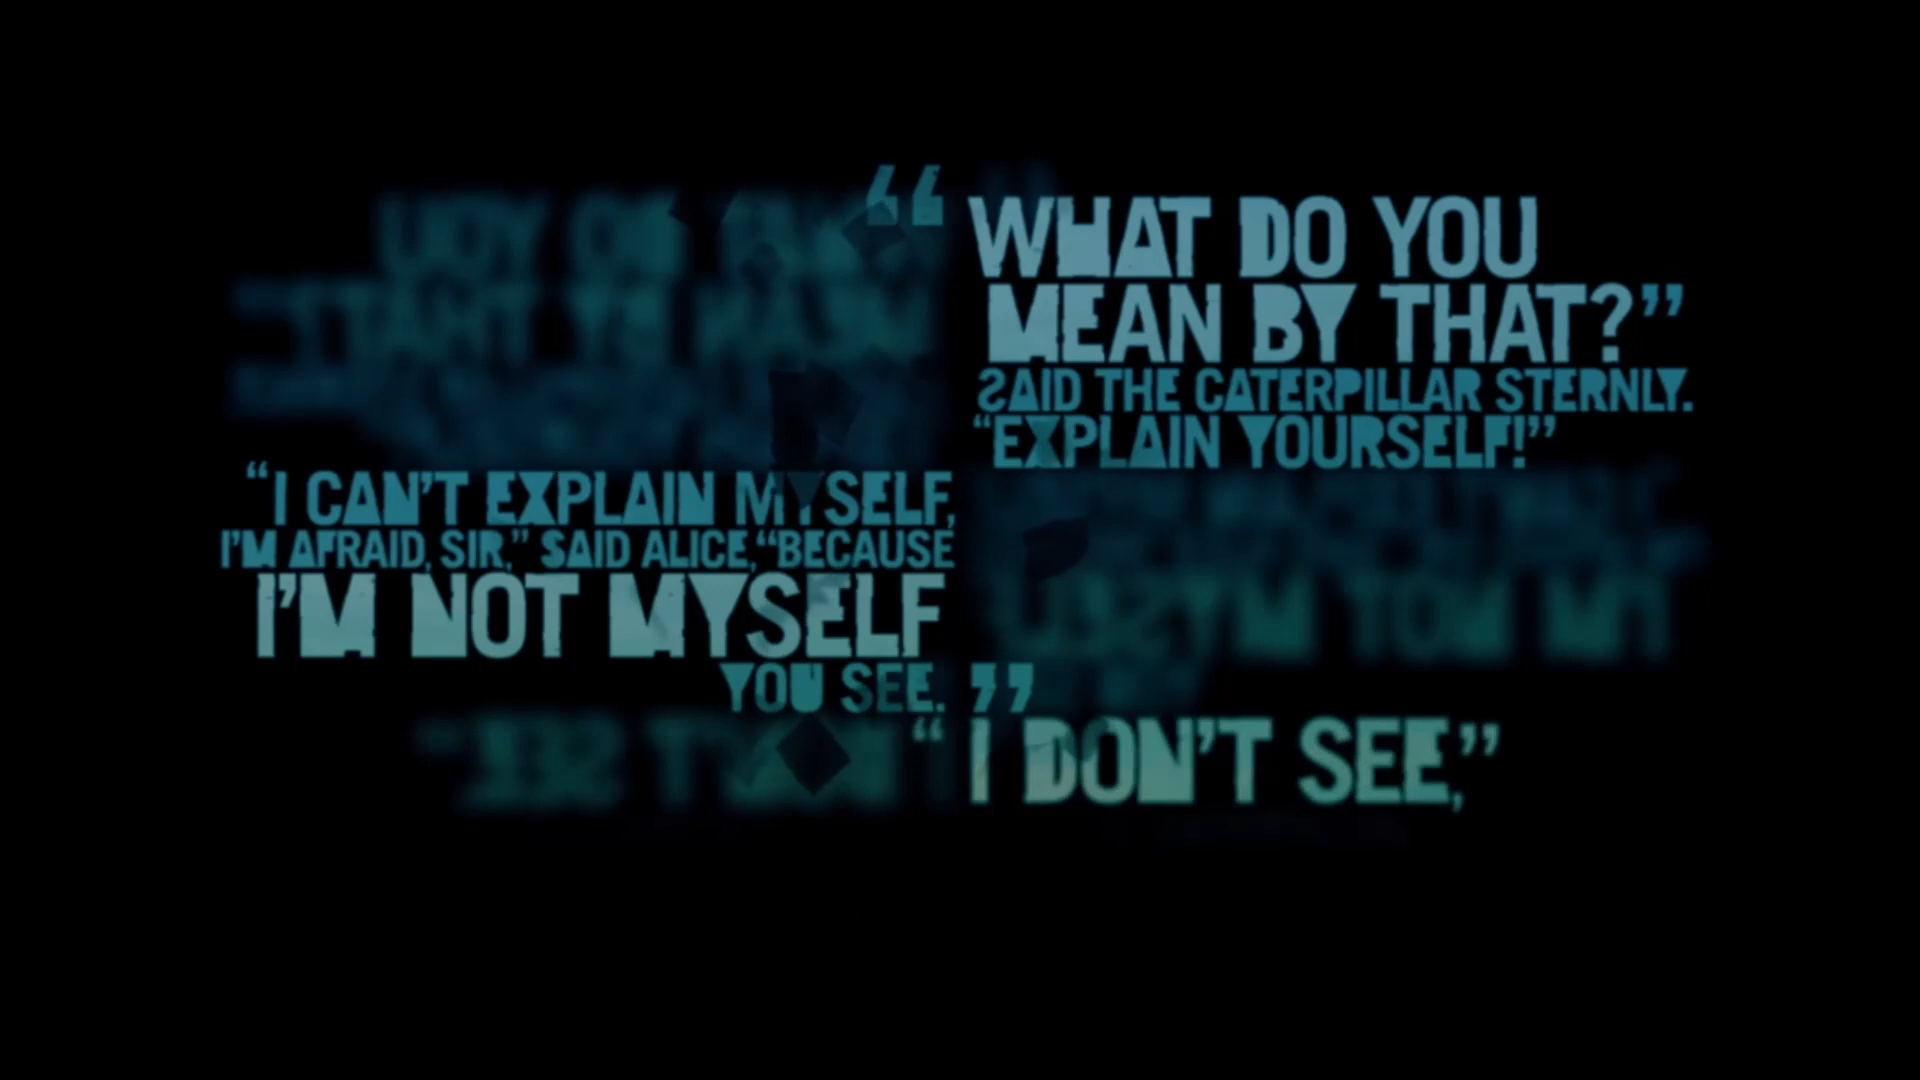 “WHAT DO YOU
MEAN BY THAT?”
SAID THE CATERPILLAR STERNLY.
“EXPLAIN YOURSELF!”
“I CAN’T EXPLAIN MYSELF,
I’M AFRAID, SIR,” SAID ALICE, “BECAUSE
I’M NOT MYSELF
YOU SEE.”
“I DON’T SEE,”